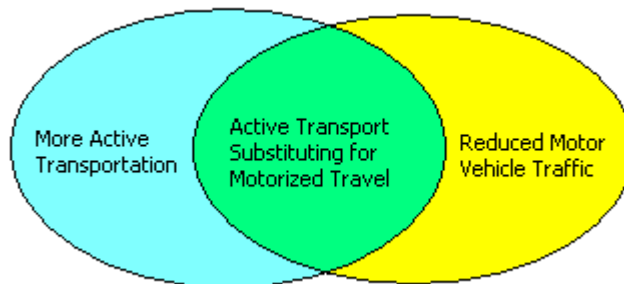 More Active
Transportation
Active Transport
Substituting for
Motorized Travel
Reduced Motor
Vehicle Traffic